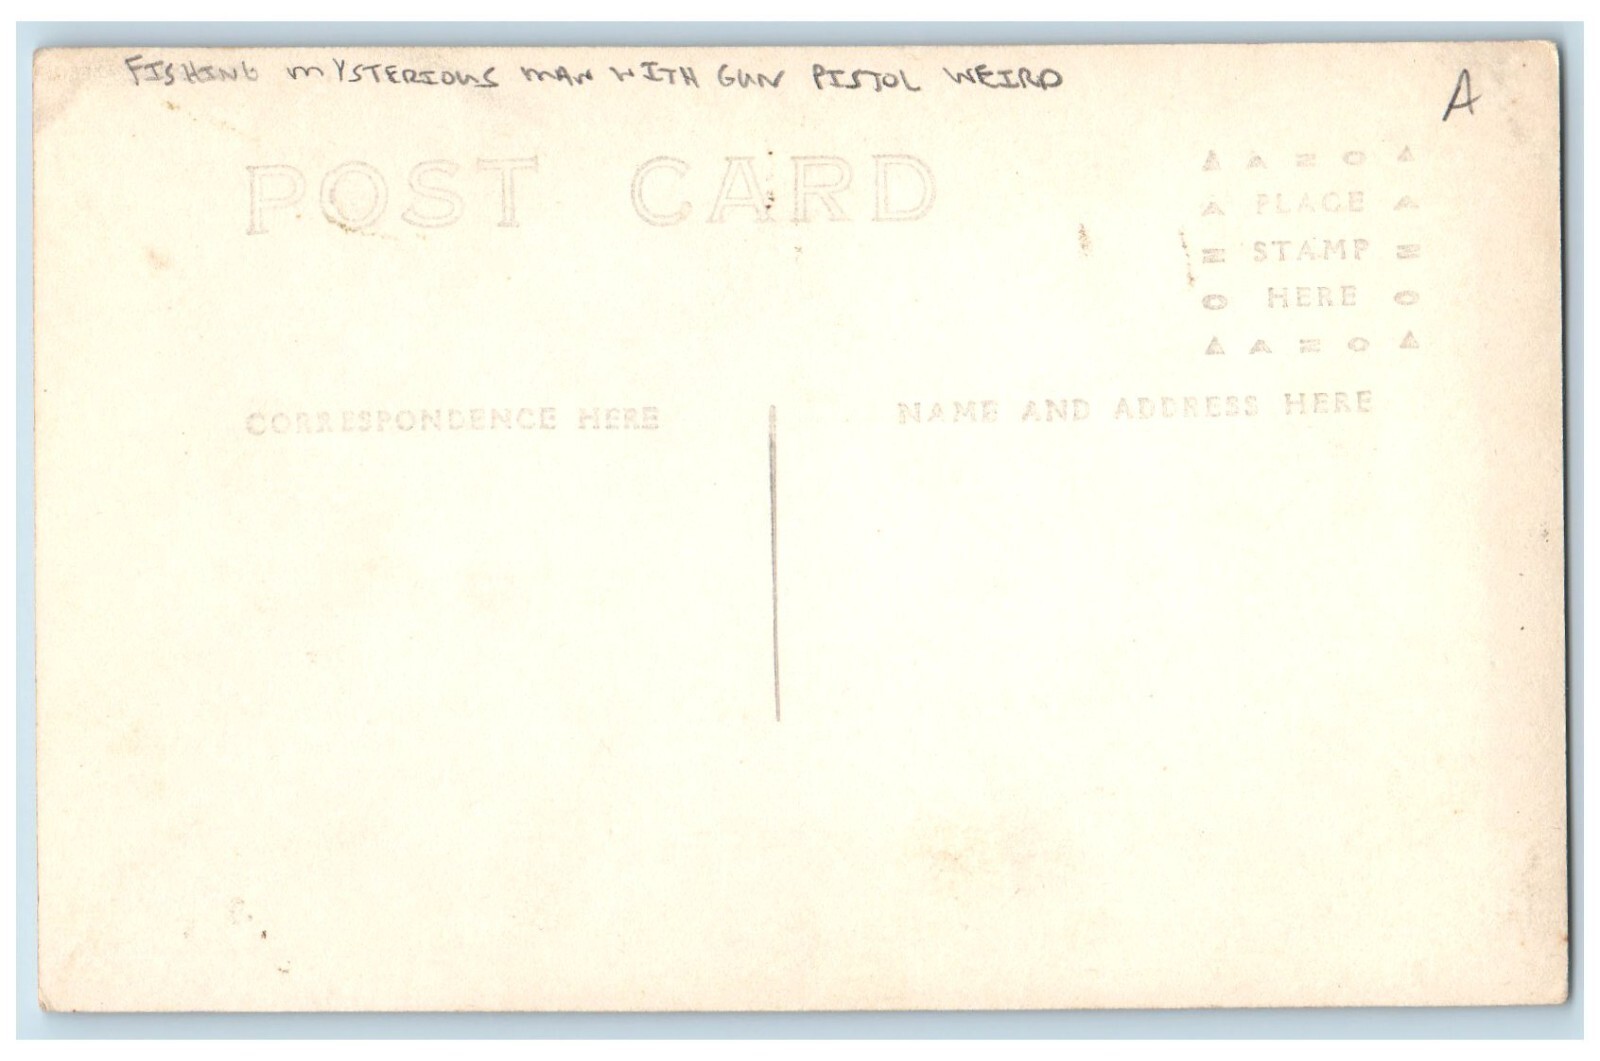 FISHING MYSTERIOUS MAN WITH GUN PISTOL WEIRD
A
POST CARD
▲ A Z O ▲
A PLACE A
Z STAMP Z
O HERE O
▲ A Z O ▲
CORRESPONDENCE HERE
NAME AND ADDRESS HERE